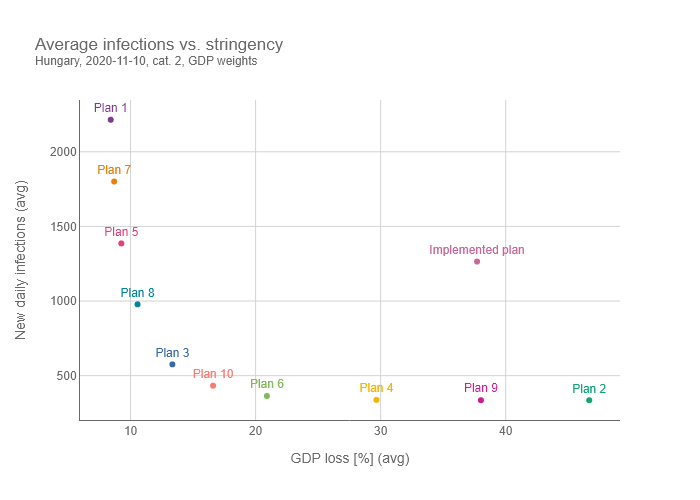 Average infections vs. stringency
Hungary, 2020-11-10, cat. 2, GDP weights
Plan 1
2000
Plan 7
1500
Plan 5
Implemented plan
Plan 8
1000
Plan 3
Plan 10
500
Plan 6
Plan 4
Plan 9
Plan 2
New daily infections (avg)
10
20
30
40
GDP loss [%] (avg)